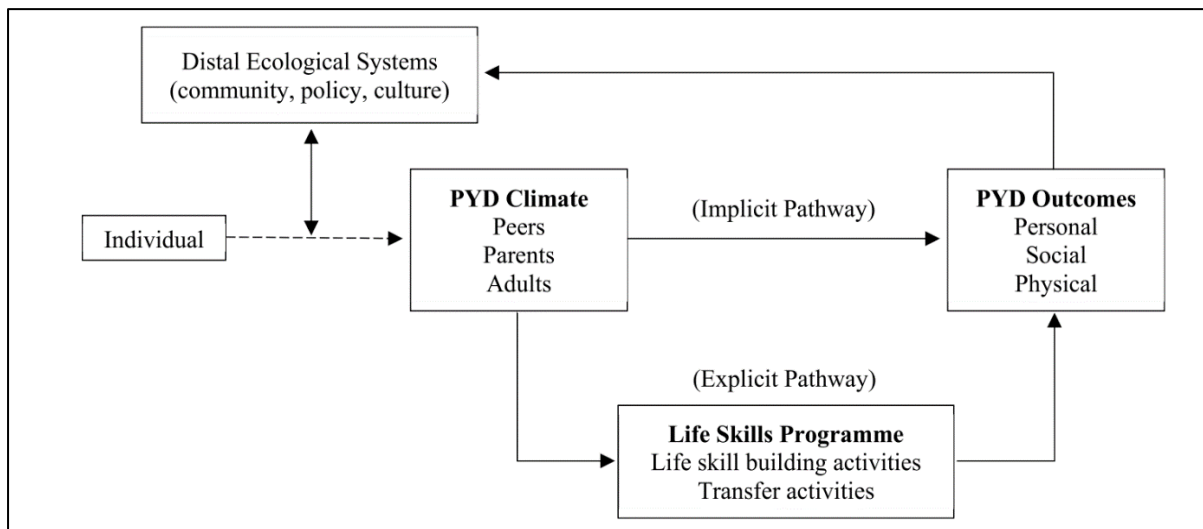 Distal Ecological Systems
(community, policy, culture)
Individual
PYD Climate
Peers
Parents
Adults
(Implicit Pathway)
PYD Outcomes
Personal
Social
Physical
(Explicit Pathway)
Life Skills Programme
Life skill building activities
Transfer activities